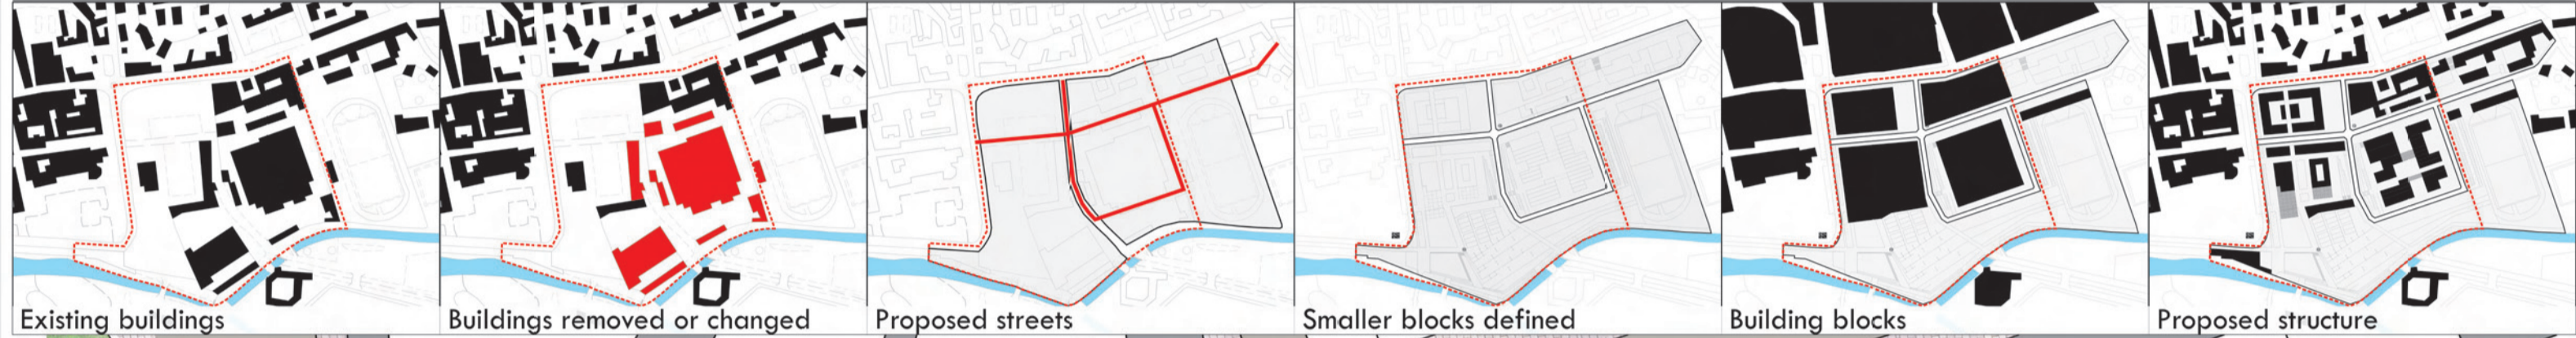 Existing buildings
Buildings removed or changed
Proposed streets
Smaller blocks defined
Building blocks
Proposed structure